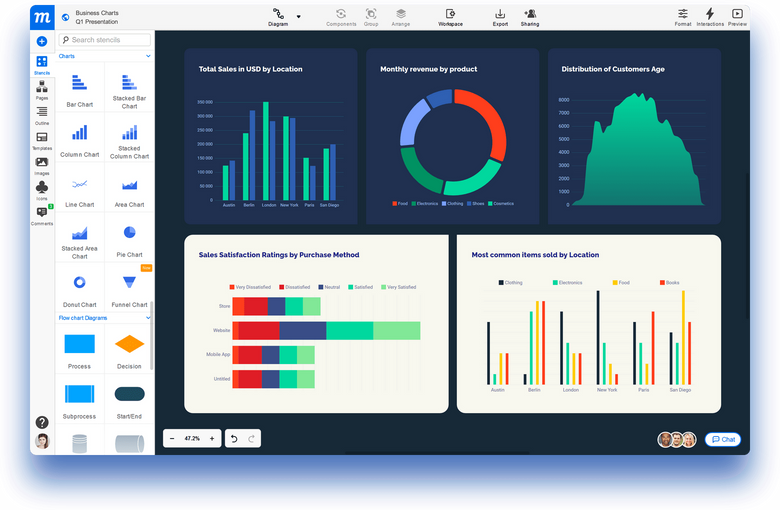 m
Business Charts
Q1 Presentation
Diagram
Components
Group
Arrange
Workspace
Export
Sharing
Format
Interactions
Preview
Stencils
Pages
Outline
Templates
Images
Icons
Comments
Search stencils
Charts
Bar Chart
Stacked Bar
Chart
Column Chart
Stacked
Column Chart
Line Chart
Area Chart
Stacked Area
Chart
Pie Chart
Donut Chart
Funnel Chart
Flow chart Diagrams
Process
Decision
Subprocess
Start/End
Total Sales in USD by Location
350 000
300 000
250 000
200 000
150 000
100 000
50 000
0
Austin Berlin London New York Paris San Diego
Monthly revenue by product
Food Electronics Clothing Shoes Cosmetics
Distribution of Customers Age
8000
7000
6000
5000
4000
3000
2000
1000
0
Sales Satisfaction Ratings by Purchase Method
Very Dissatisfied Dissatisfied Neutral Satisfied Very Satisfied
Store
Website
Mobile App
Untitled
Most common items sold by Location
Clothing Electronics Food Books
Austin Berlin London New York Paris San Diego
− 47.2% +
Chat